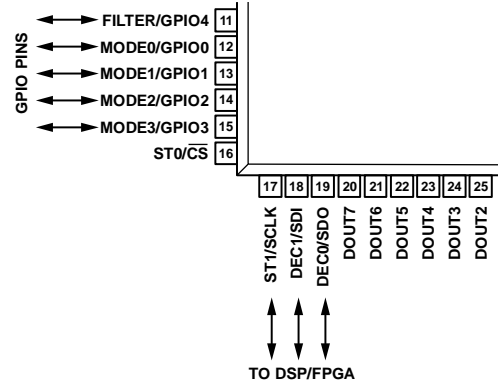 GPIO PINS
FILTER/GPIO4 11
MODE0/GPIO0 12
MODE1/GPIO1 13
MODE2/GPIO2 14
MODE3/GPIO3 15
ST0/CS 16
17 18 19 20 21 22 23 24 25
ST1/SCLK
DEC1/SDI
DEC0/SDO
DOUT7
DOUT6
DOUT5
DOUT4
DOUT3
DOUT2
TO DSP/FPGA